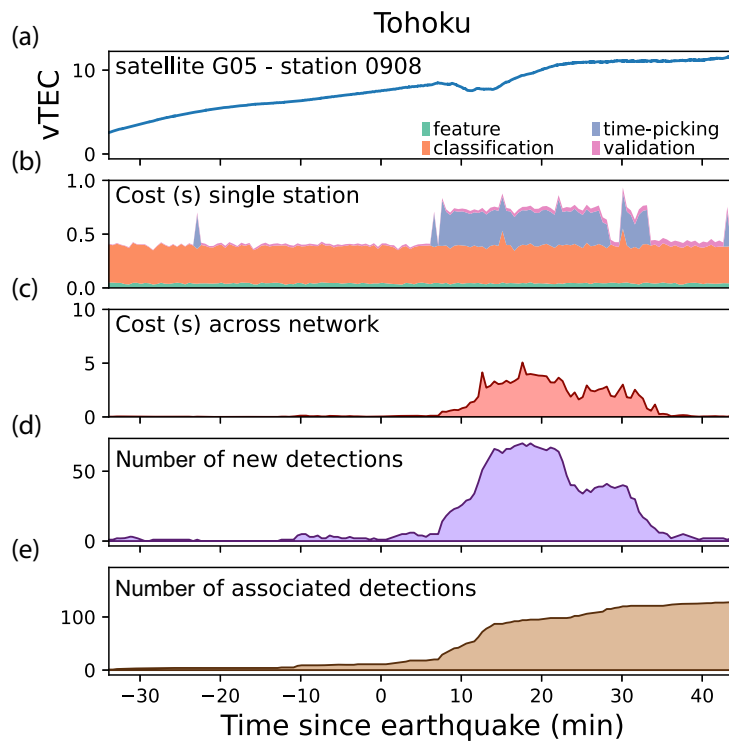 Tohoku
(a)
satellite G05 - station 0908
vTEC
10
0
feature
time-picking
classification
validation
(b)
Cost (s) single station
1.0
0.5
0.0
(c)
Cost (s) across network
10
5
0
(d)
Number of new detections
50
0
(e)
Number of associated detections
100
0
−30 −20 −10 0 10 20 30 40
Time since earthquake (min)